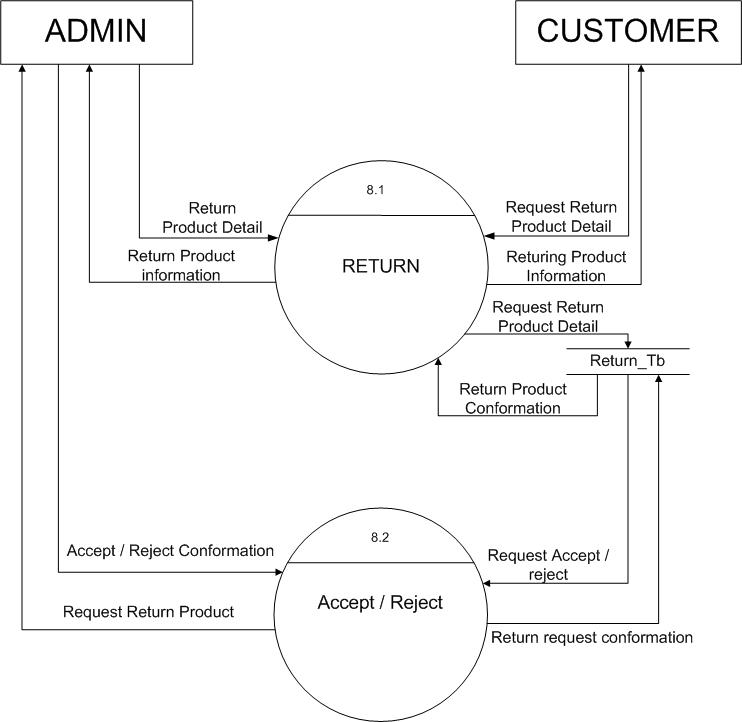 ADMIN
CUSTOMER
8.1
RETURN
Return
Product Detail
Return Product
information
Request Return
Product Detail
Returing Product
Information
Request Return
Product Detail
Return_Tb
Return Product
Conformation
8.2
Accept / Reject
Accept / Reject Conformation
Request Return Product
Request Accept /
reject
Return request conformation